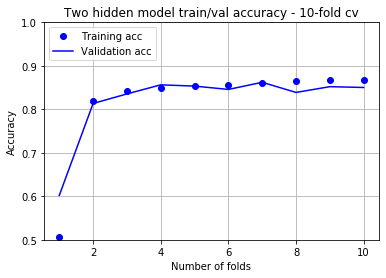 Two hidden model train/val accuracy - 10-fold cv
1.0
Training acc
Validation acc
0.9
0.8
Accuracy
0.7
0.6
0.5
2 4 6 8 10
Number of folds